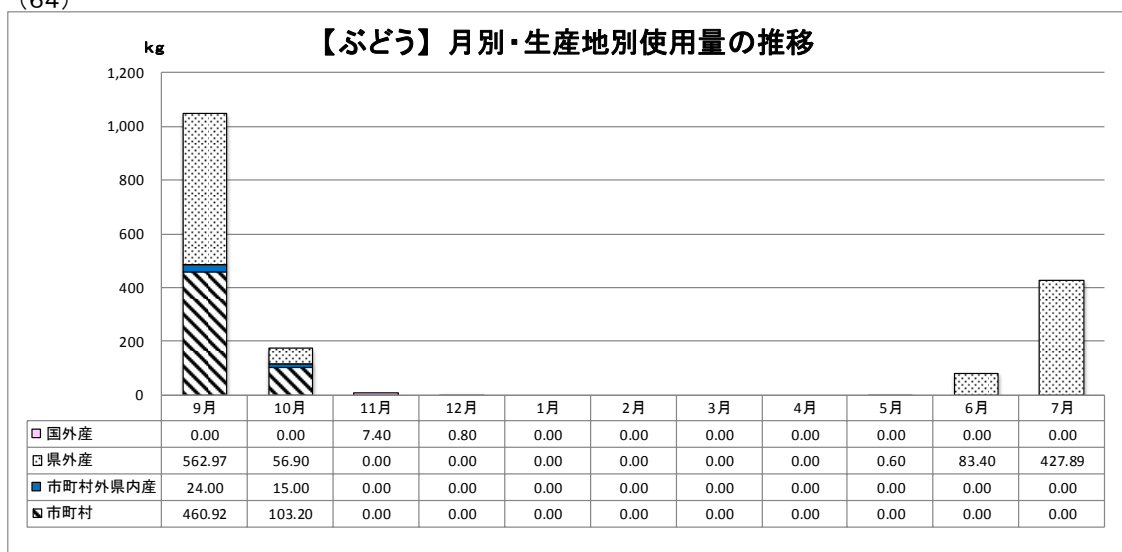 (64)
【ぶどう】 月別・生産地別使用量の推移
kg
1,200
1,000
800
600
400
200
0
9月 10月 11月 12月 1月 2月 3月 4月 5月 6月 7月
国外産 0.00 0.00 7.40 0.80 0.00 0.00 0.00 0.00 0.00 0.00 0.00
県外産 562.97 56.90 0.00 0.00 0.00 0.00 0.00 0.00 0.60 83.40 427.89
市町村外県内産 24.00 15.00 0.00 0.00 0.00 0.00 0.00 0.00 0.00 0.00 0.00
市町村 460.92 103.20 0.00 0.00 0.00 0.00 0.00 0.00 0.00 0.00 0.00